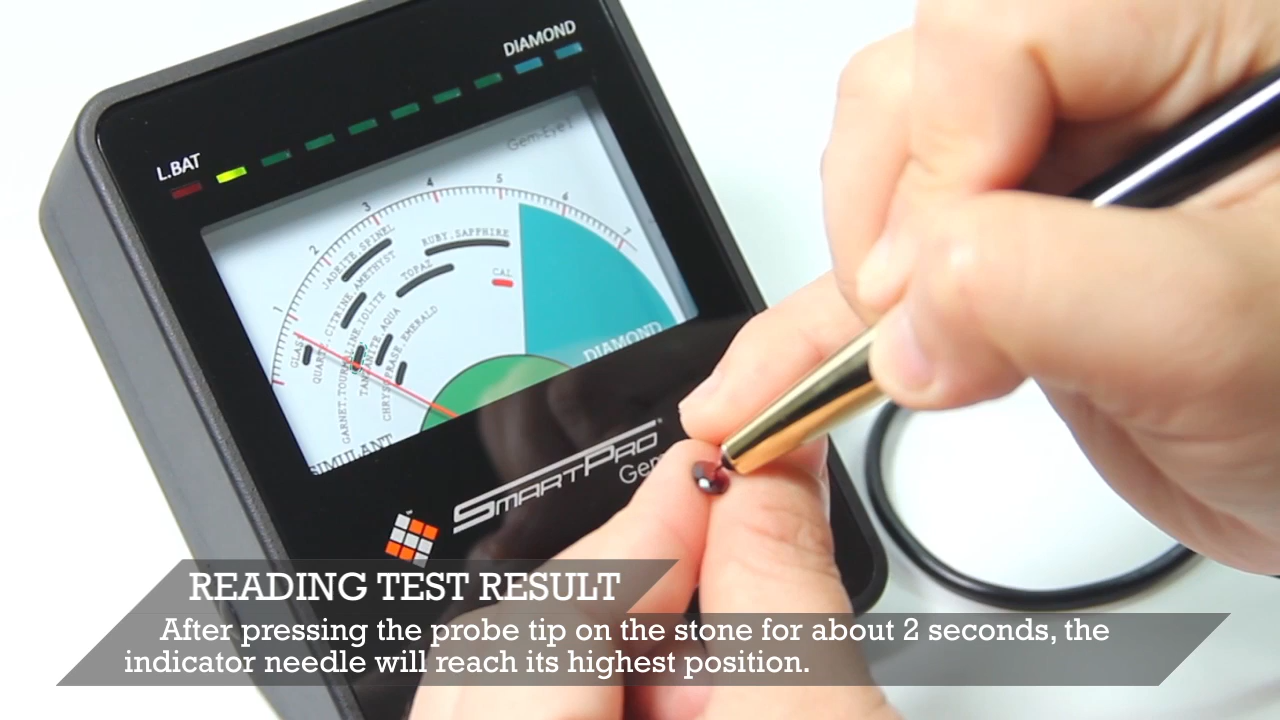 DIAMOND
L.BAT
Gem-Eye I
1
2
3
4
5
6
7
JADEITE,SPINEL
RUBY,SAPPHIRE
QUARTZ,CITRINE,AMETHYST
TOPAZ
CAL
GLASS
GARNET,TOURMALINE,IOLITE
TANZANITE,AQUA
CHRYSOPRASE,EMERALD
DIAMOND
SIMULANT
SMARTPRO
Gem
READING TEST RESULT
After pressing the probe tip on the stone for about 2 seconds, the
indicator needle will reach its highest position.